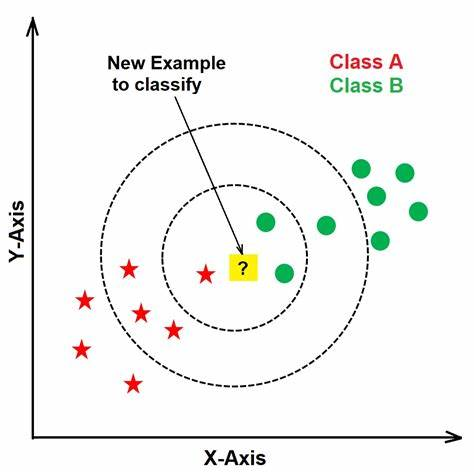 New Example
to classify
Class A
Class B
Y-Axis
?
X-Axis